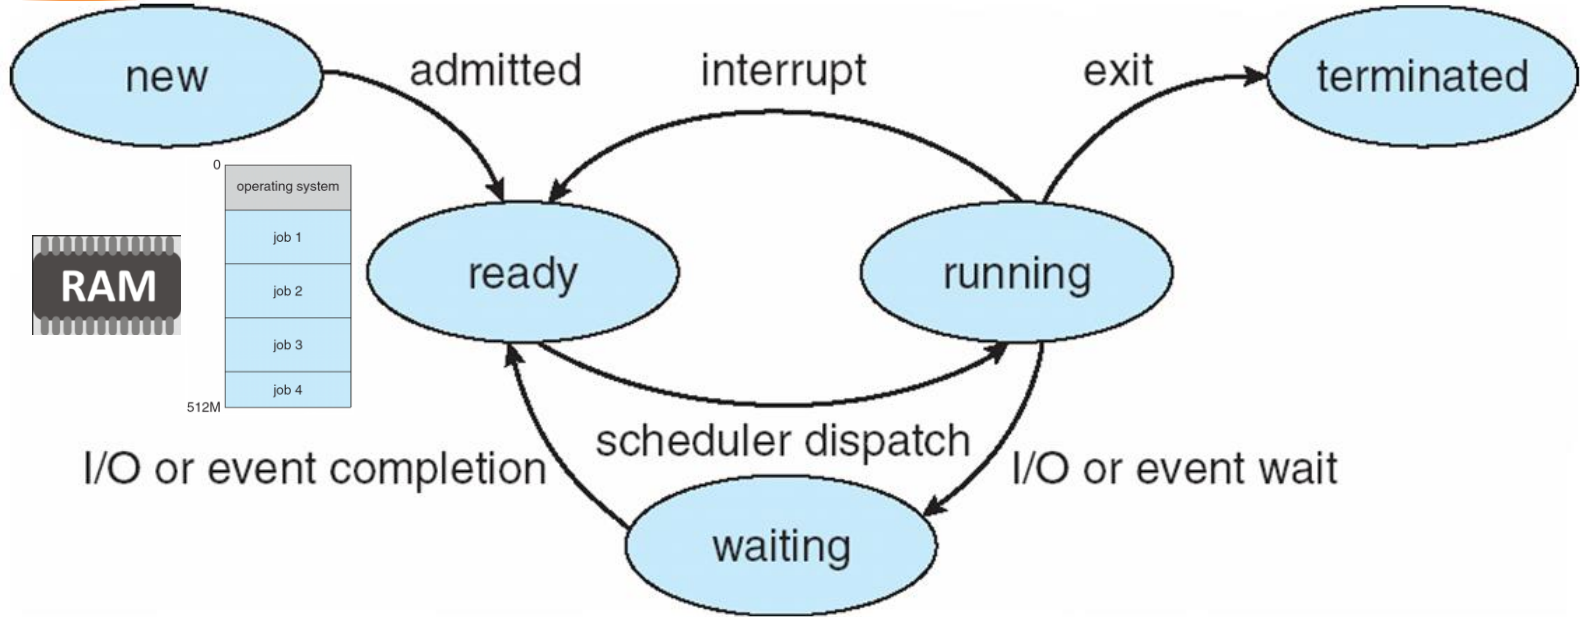 new
admitted
interrupt
exit
terminated
0
operating system
job 1
RAM
ready
running
job 2
job 3
job 4
512M
scheduler dispatch
I/O or event completion
I/O or event wait
waiting